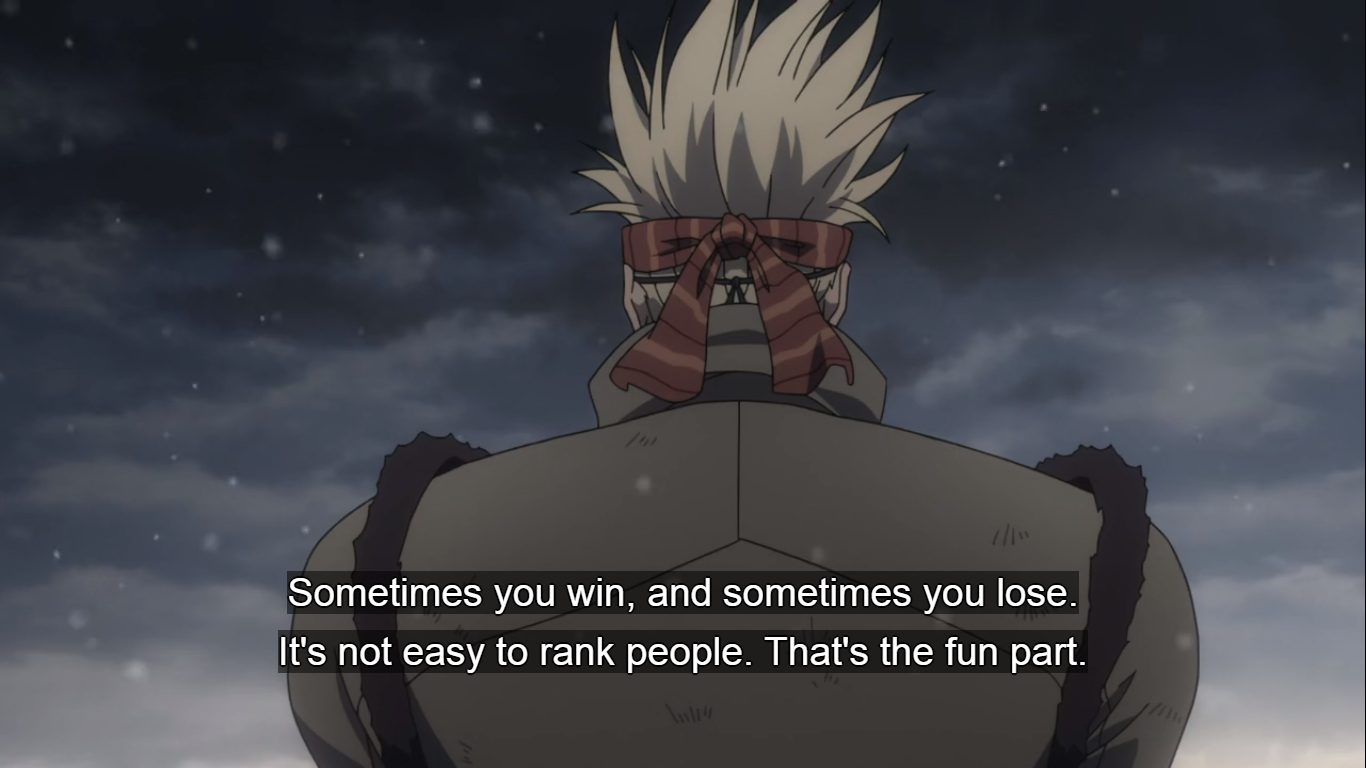 Sometimes you win, and sometimes you lose.
It's not easy to rank people. That's the fun part.